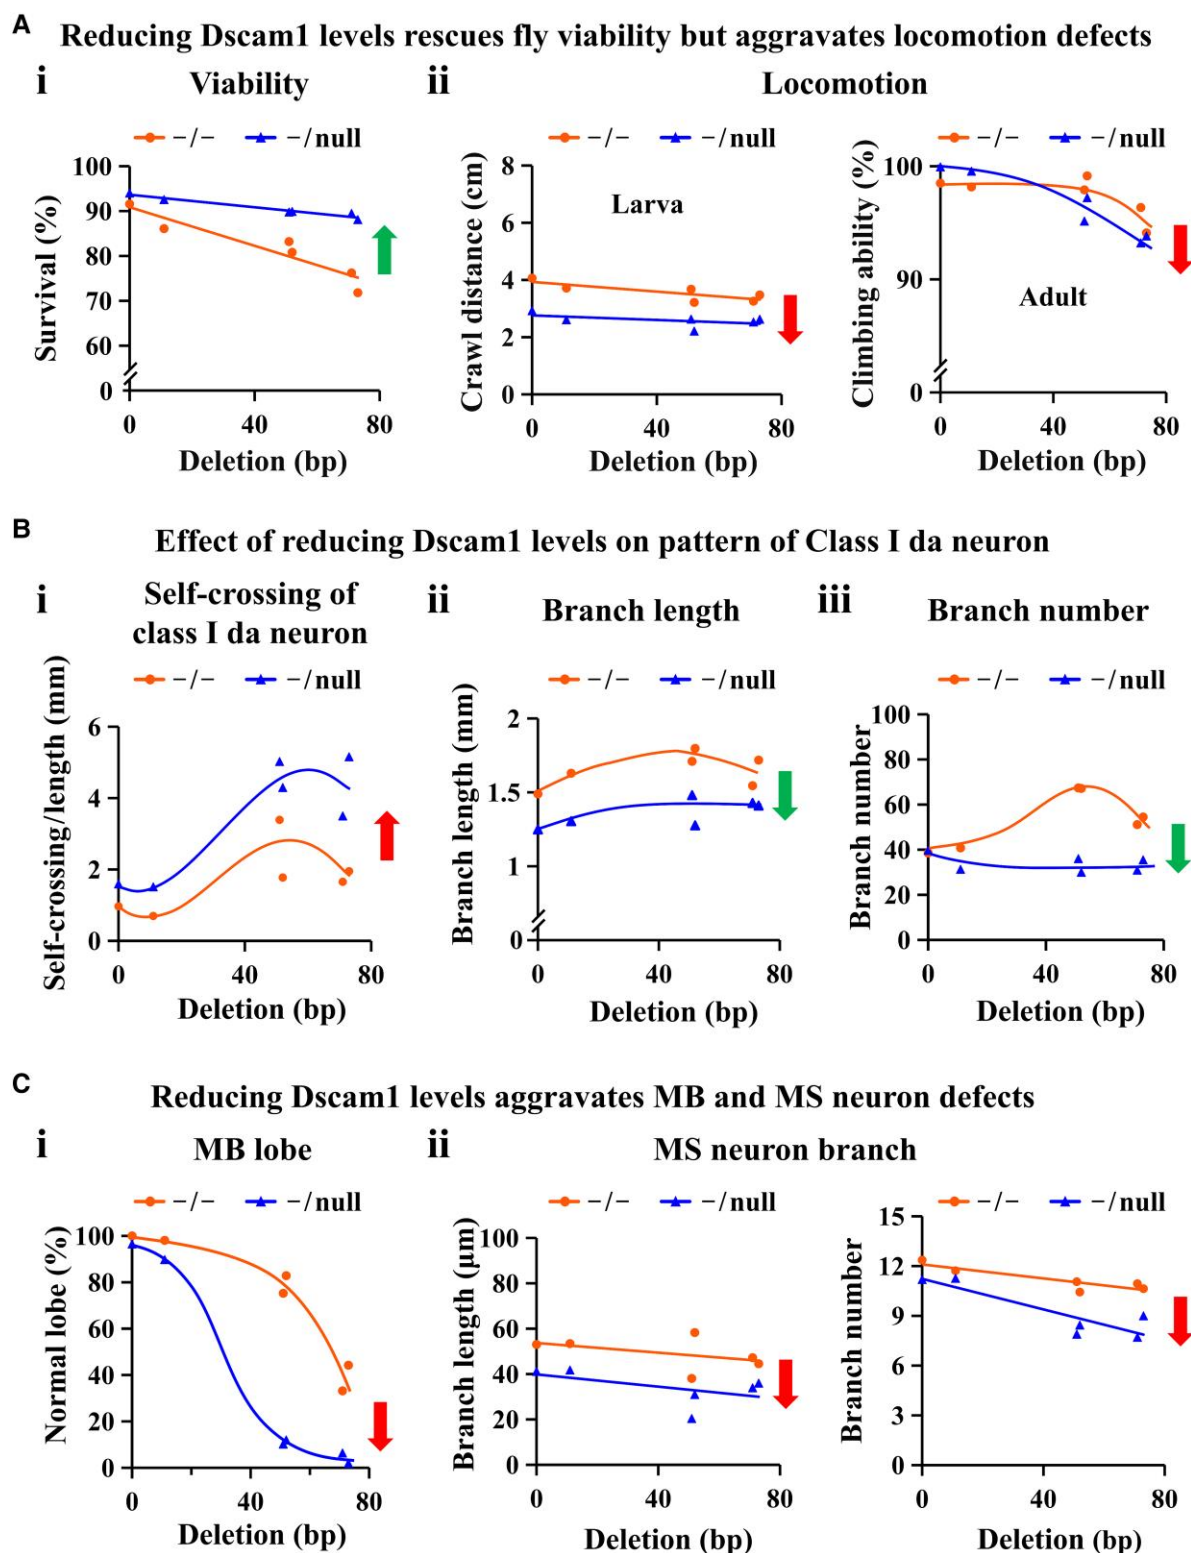 A
Reducing Dscam1 levels rescues fly viability but aggravates locomotion defects
i
Viability
−/−
−/null
Survival (%)
100
90
80
70
60
0
0
40
80
Deletion (bp)
ii
Locomotion
−/−
−/null
Larva
Crawl distance (cm)
8
6
4
2
0
0
40
80
Deletion (bp)
−/−
−/null
Adult
Climbing ability (%)
100
90
0
0
40
80
Deletion (bp)
B
Effect of reducing Dscam1 levels on pattern of Class I da neuron
i
Self-crossing of
class I da neuron
−/−
−/null
Self-crossing/length (mm)
6
4
2
0
0
40
80
Deletion (bp)
ii
Branch length
−/−
−/null
Branch length (mm)
2
1.5
1
0
0
40
80
Deletion (bp)
iii
Branch number
−/−
−/null
Branch number
100
80
60
40
20
0
0
40
80
Deletion (bp)
C
Reducing Dscam1 levels aggravates MB and MS neuron defects
i
MB lobe
−/−
−/null
Normal lobe (%)
100
80
60
40
20
0
0
40
80
Deletion (bp)
ii
MS neuron branch
−/−
−/null
Branch length (μm)
100
80
60
40
20
0
0
40
80
Deletion (bp)
−/−
−/null
Branch number
15
12
9
6
3
0
0
40
80
Deletion (bp)